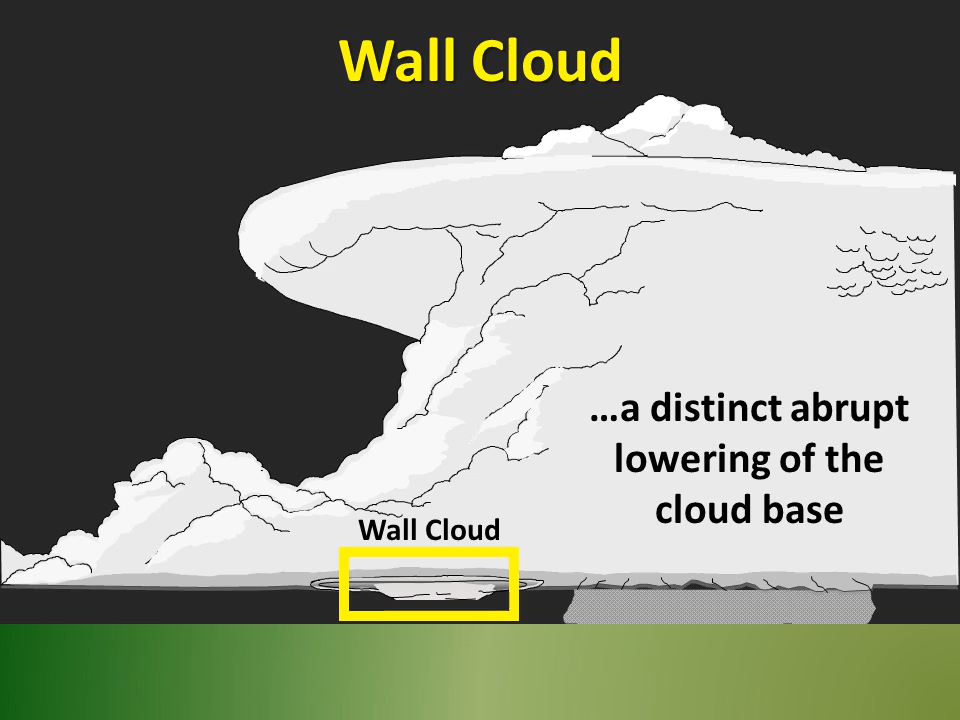 Wall Cloud
…a distinct abrupt
lowering of the
cloud base
Wall Cloud